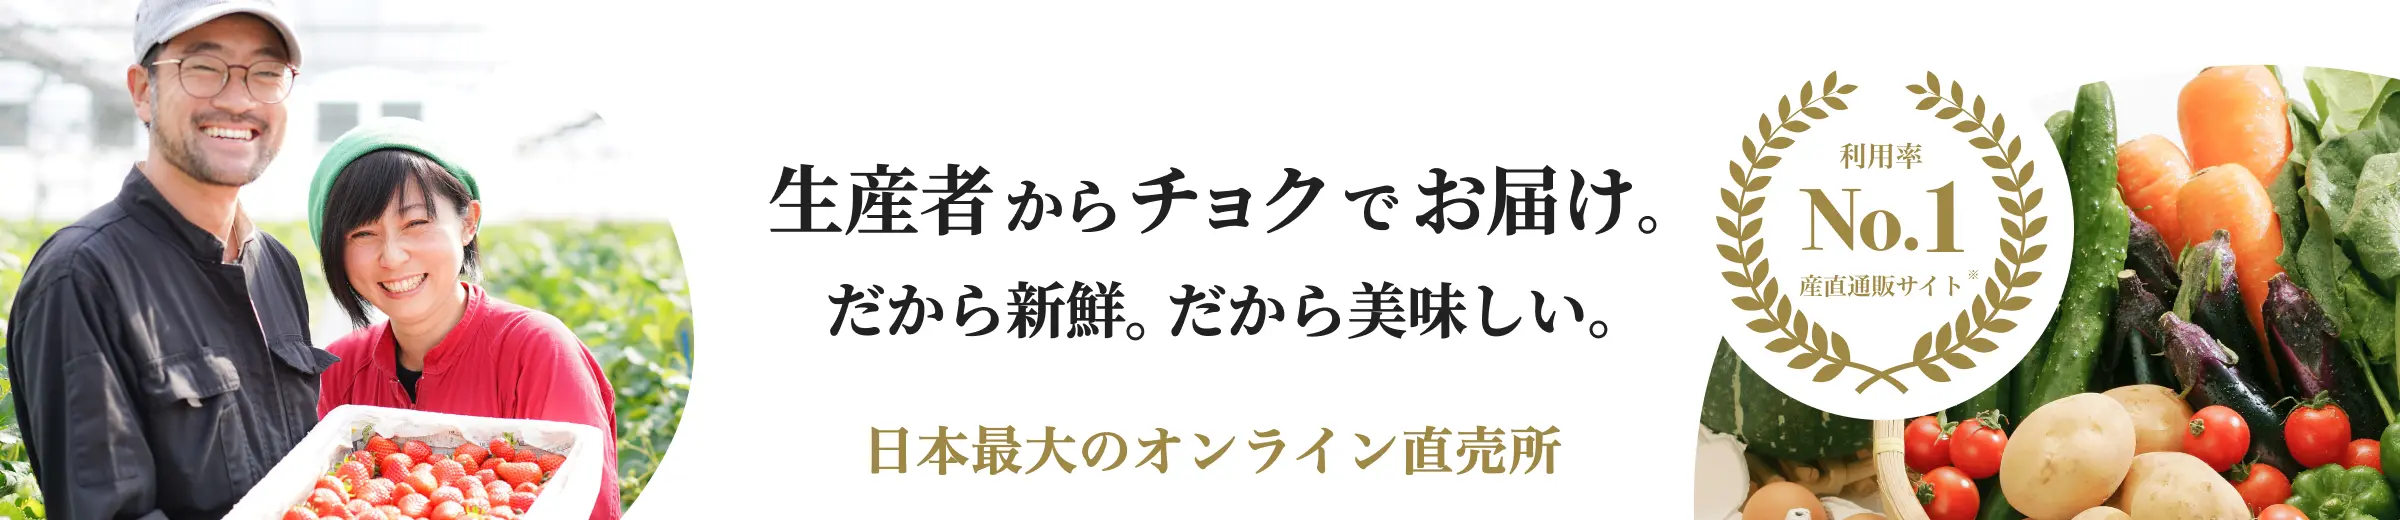 生産者からチョクでお届け。
だから新鮮。だから美味しい。
日本最大のオンライン直売所
利用率
No.1
産直通販サイト※